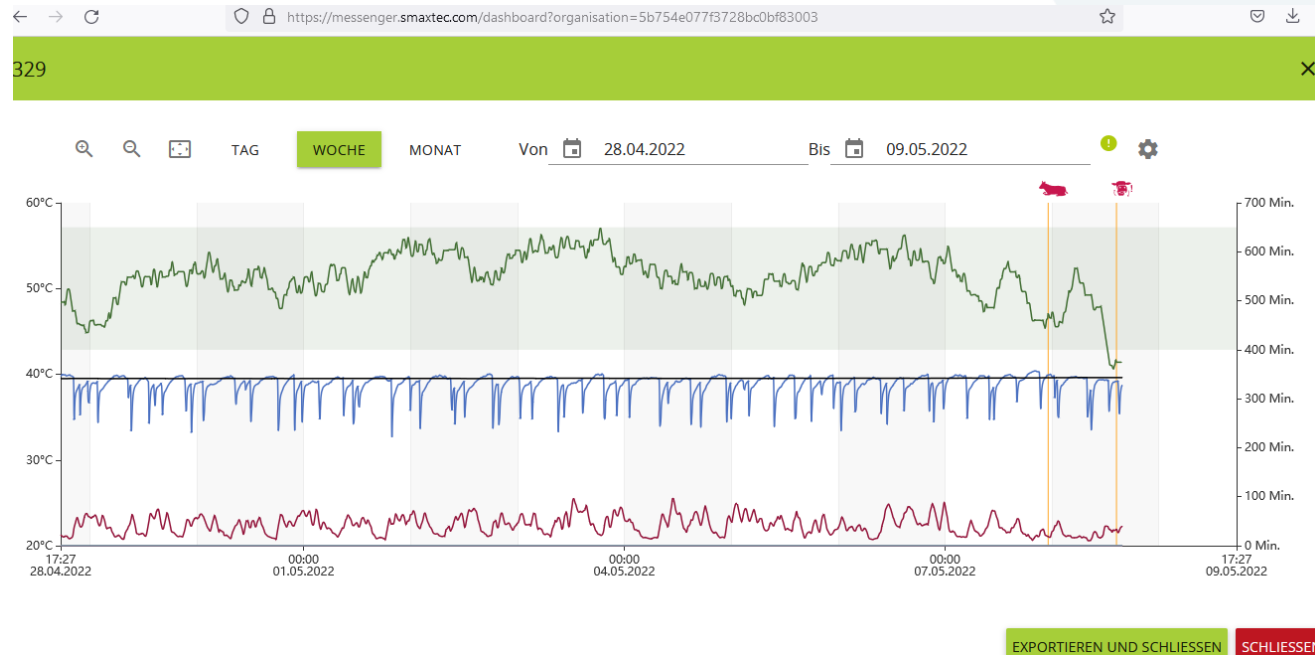 https://messenger.smaxtec.com/dashboard?organisation=5b754e077f3728bc0bf83003
329
TAG WOCHE MONAT Von 28.04.2022 Bis 09.05.2022
60°C 700 Min.
600 Min.
50°C 500 Min.
40°C 400 Min.
300 Min.
30°C 200 Min.
100 Min.
20°C 0 Min.
17:27 00:00 00:00 00:00 17:27
28.04.2022 01.05.2022 04.05.2022 07.05.2022 09.05.2022
EXPORTIEREN UND SCHLIESSEN SCHLIESSEN